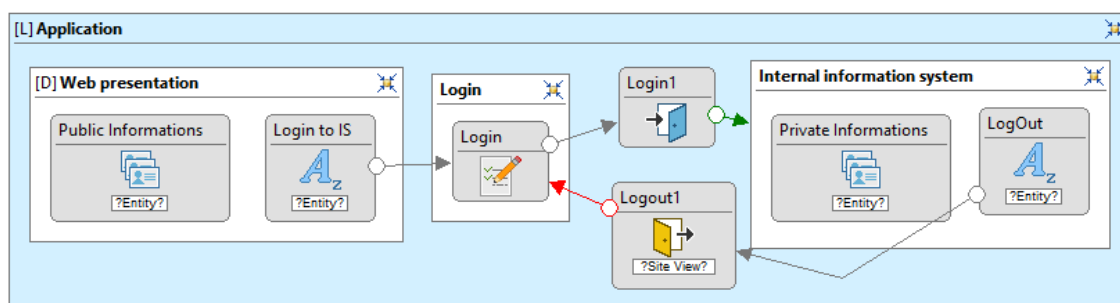 [L] Application
[D] Web presentation
Public Informations
?Entity?
Login to IS
A z
?Entity?
Login
Login
Login1
Logout1
?Site View?
Internal information system
Private Informations
?Entity?
LogOut
A z
?Entity?